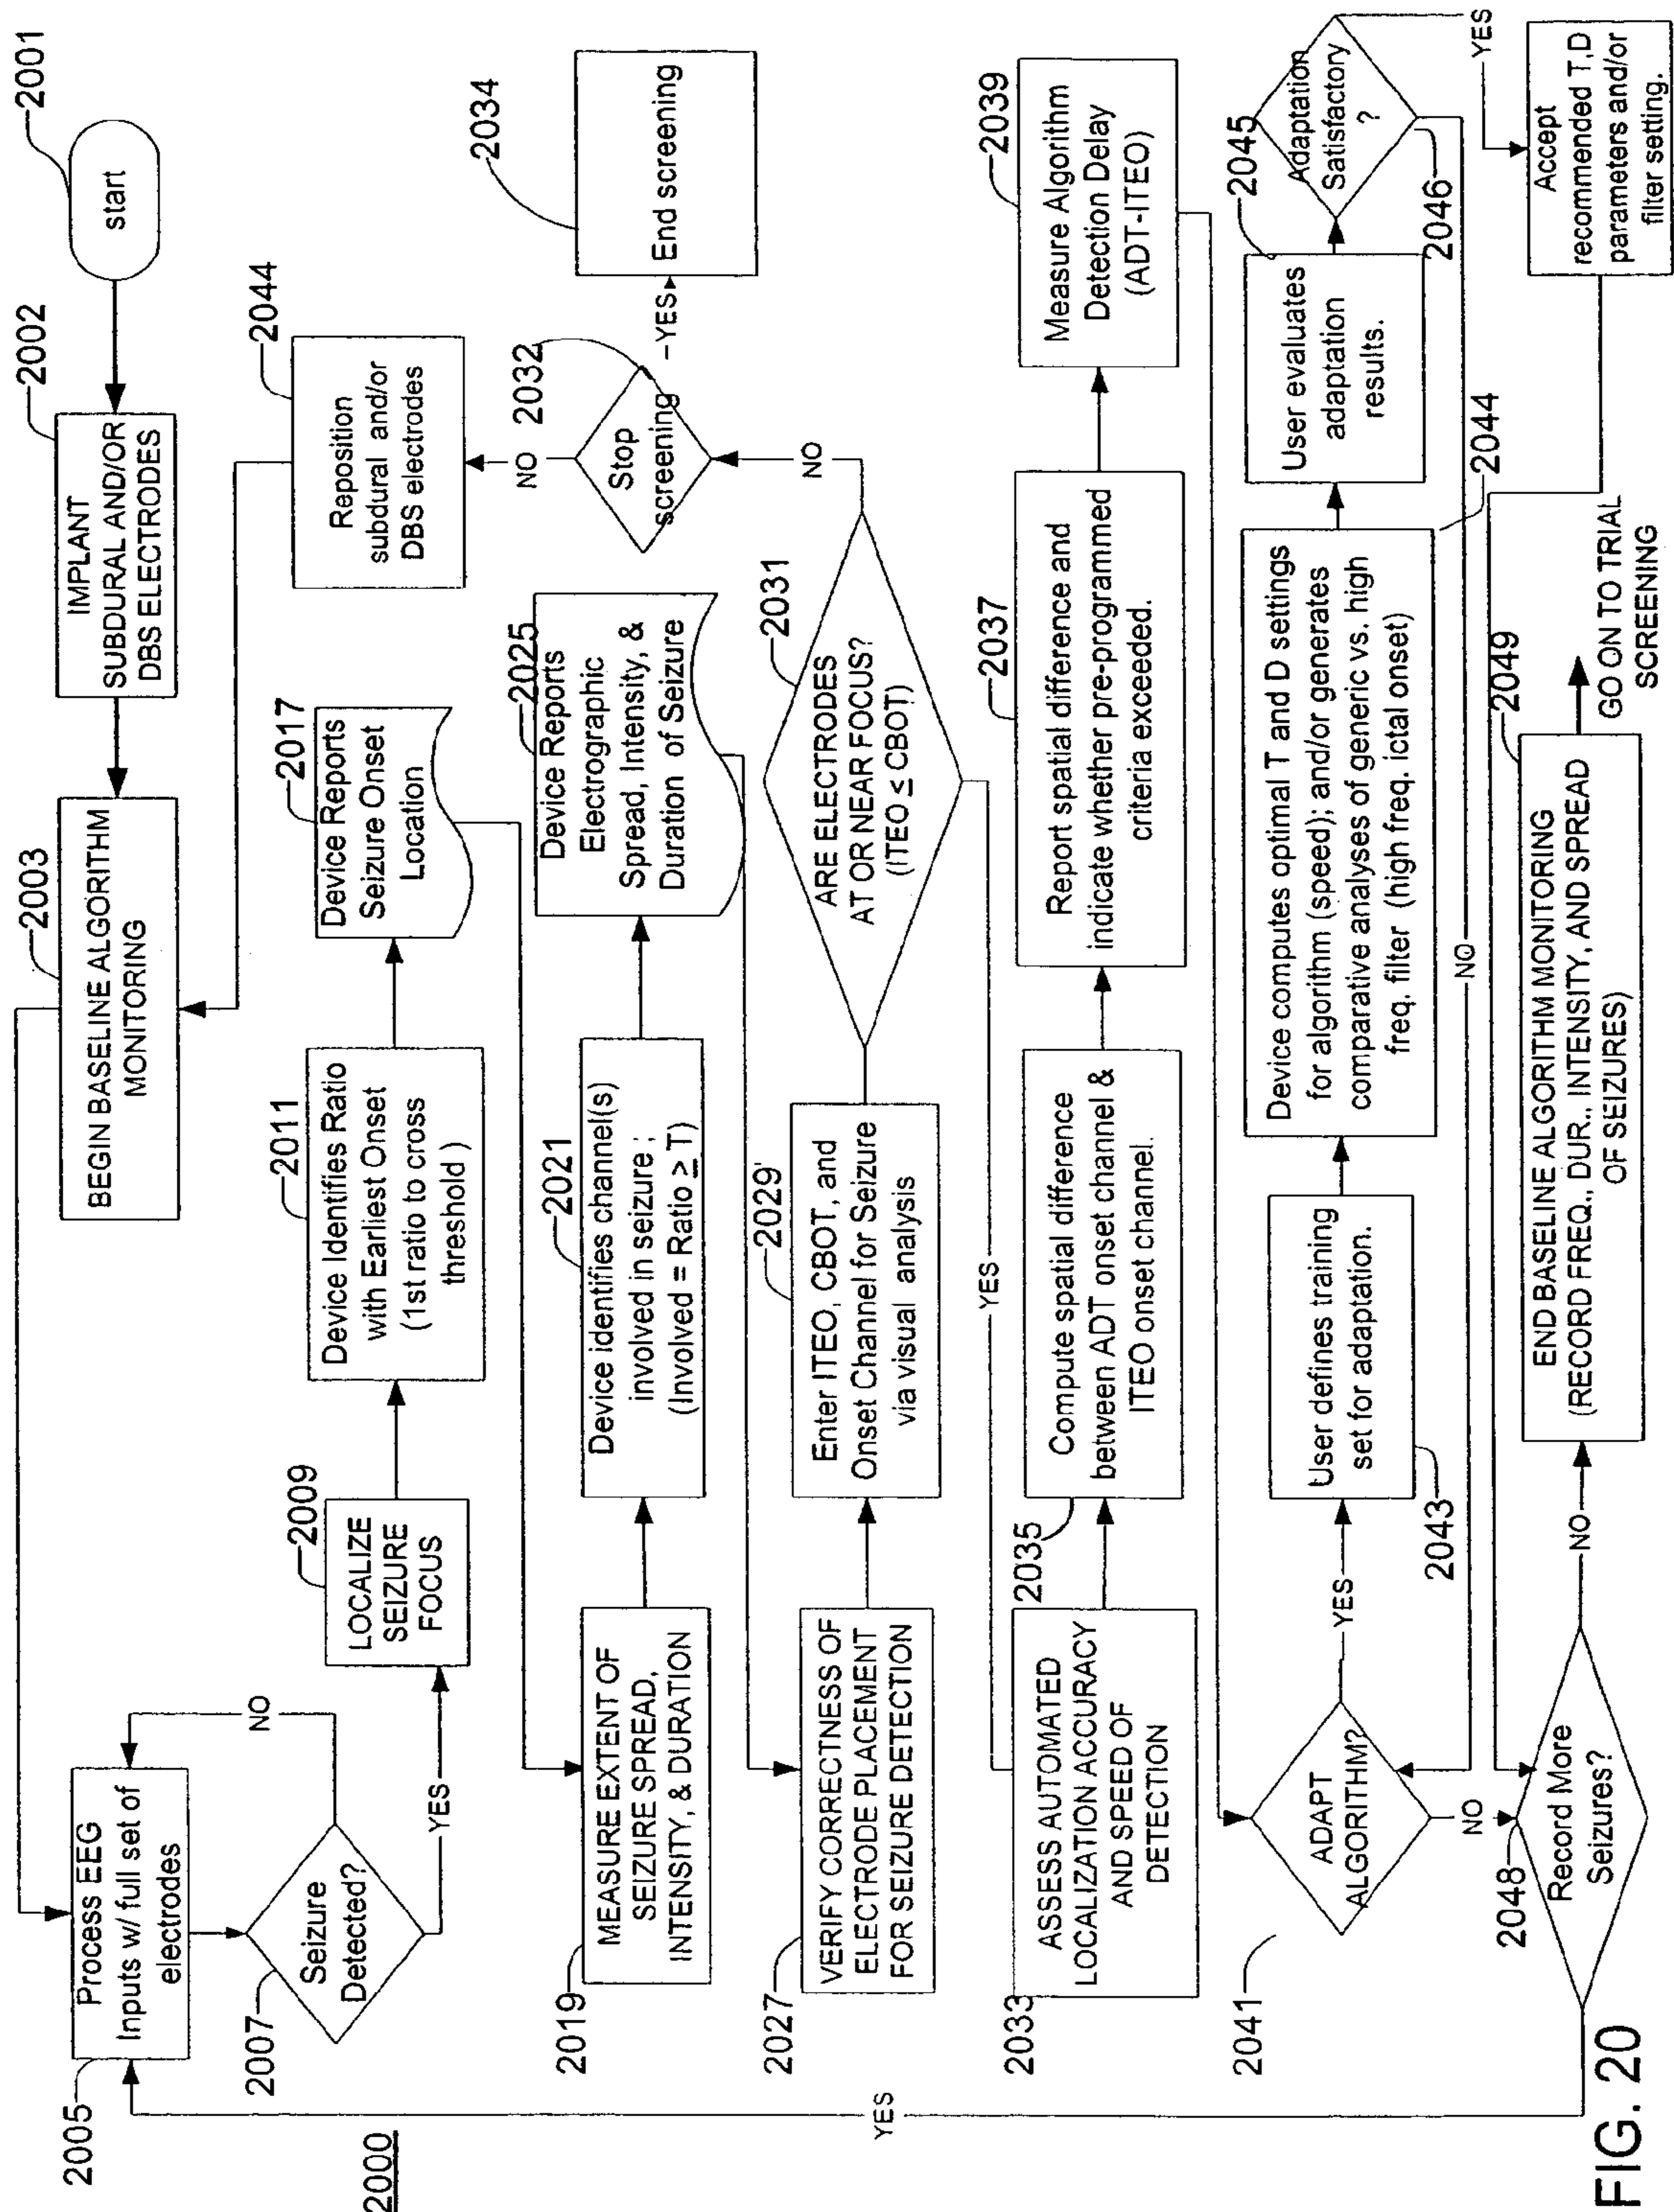 2001
start
2002
IMPLANT
SUBDURAL AND/OR
DBS ELECTRODES
2003
BEGIN BASELINE ALGORITHM
MONITORING
2005
Process EEG
Inputs w/ full set of
electrodes
2007
Seizure
Detected?
NO
YES
2009
LOCALIZE
SEIZURE
FOCUS
2011
Device Identifies Ratio
with Earliest Onset
(1st ratio to cross
threshold )
2017
Device Reports
Seizure Onset
Location
2044
Reposition
subdural and/or
DBS electrodes
2019
MEASURE EXTENT OF
SEIZURE SPREAD,
INTENSITY, & DURATION
2021
Device identifies channel(s)
involved in seizure ;
(Involved = Ratio ≥ T)
2025
Device Reports
Electrographic
Spread, Intensity, &
Duration of Seizure
NO
2032
Stop
screening
YES
2034
End screening
2027
VERIFY CORRECTNESS OF
ELECTRODE PLACEMENT
FOR SEIZURE DETECTION
2029'
Enter ITEO, CBOT, and
Onset Channel for Seizure
via visual analysis
2031
ARE ELECTRODES
AT OR NEAR FOCUS?
(ITEO ≤ CBOT)
NO
YES
2033
ASSESS AUTOMATED
LOCALIZATION ACCURACY
AND SPEED OF
DETECTION
2035
Compute spatial difference
between ADT onset channel &
ITEO onset channel.
2037
Report spatial difference and
indicate whether pre-programmed
criteria exceeded.
2039
Measure Algorithm
Detection Delay
(ADT-ITEO)
2041
ADAPT
ALGORITHM?
YES
NO
2043
User defines training
set for adaptation.
Device computes optimal T and D settings
for algorithm (speed); and/or generates
comparative analyses of generic vs. high
freq. filter (high freq. ictal onset)
2044
2045
User evaluates
adaptation
results.
Adaptation
Satisfactory
?
2046
NO
YES
Accept
recommended T,D
parameters and/or
filter setting.
2048
Record More
Seizures?
YES
NO
2049
END BASELINE ALGORITHM MONITORING
(RECORD FREQ., DUR., INTENSITY, AND SPREAD
OF SEIZURES)
GO ON TO TRIAL
SCREENING
2000
FIG. 20